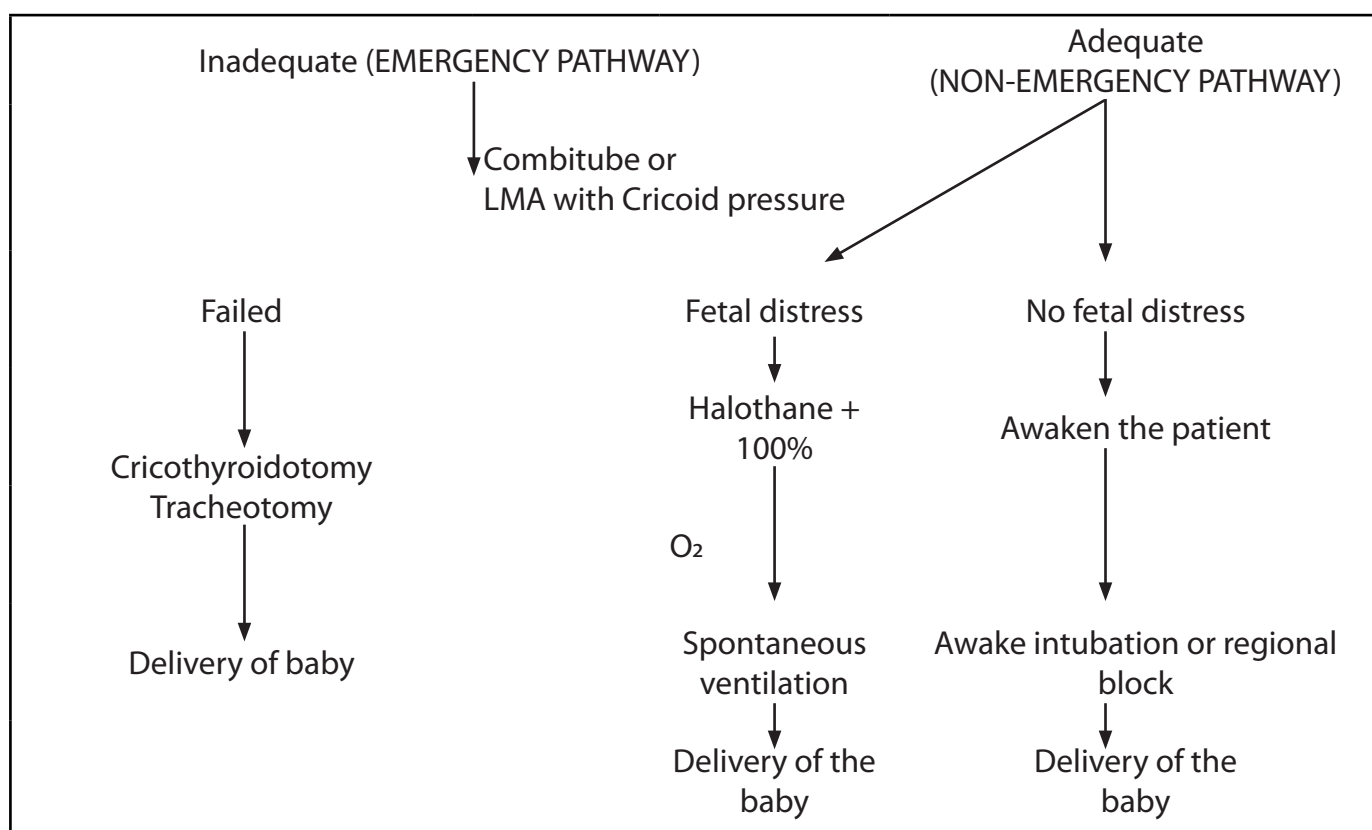 Inadequate (EMERGENCY PATHWAY)
Adequate
(NON-EMERGENCY PATHWAY)
Combitube or
LMA with Cricoid pressure
Failed
Cricothyroidotomy
Tracheotomy
Delivery of baby
Fetal distress
Halothane +
100%
O₂
Spontaneous
ventilation
Delivery of the
baby
No fetal distress
Awaken the patient
Awake intubation or regional
block
Delivery of the
baby